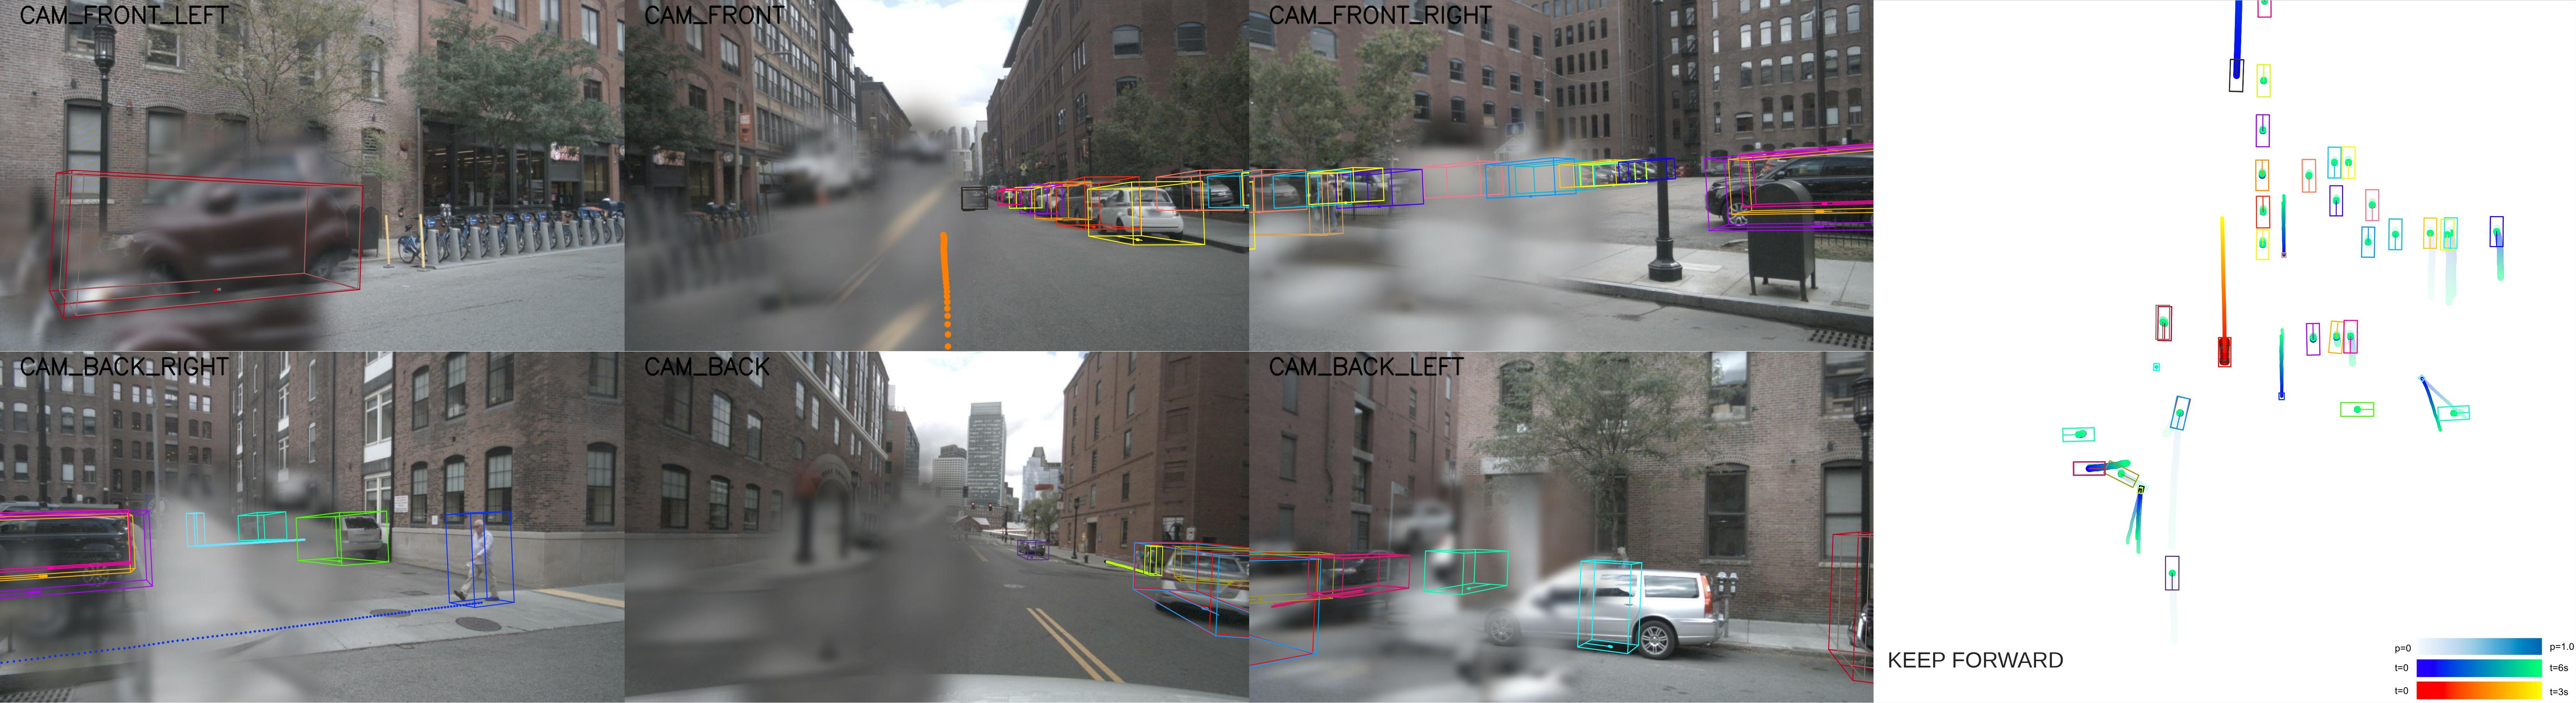 CAM_FRONT_LEFT
CAM_FRONT
CAM_FRONT_RIGHT
CAM_BACK_RIGHT
CAM_BACK
CAM_BACK_LEFT
KEEP FORWARD
p=0 p=1.0
t=0 t=6s
t=0 t=3s